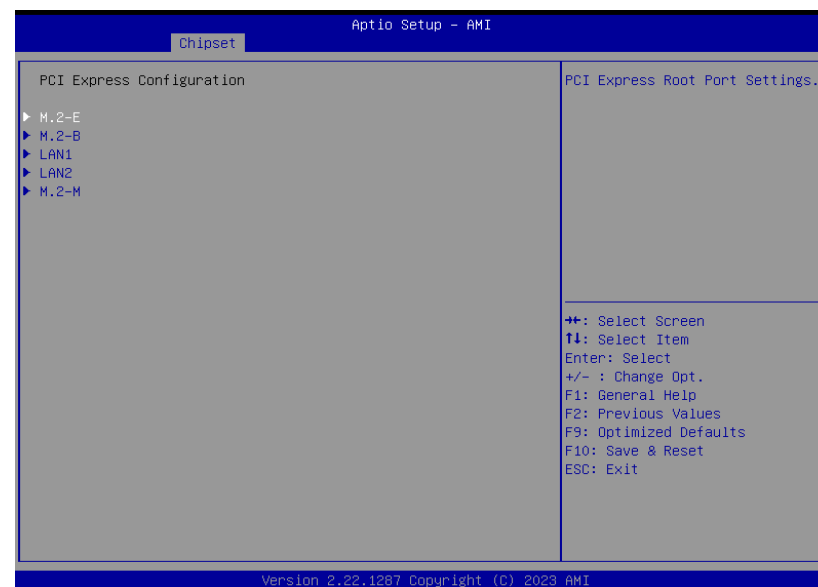 Aptio Setup – AMI
Chipset
PCI Express Configuration
▶ M.2-E
▶ M.2-B
▶ LAN1
▶ LAN2
▶ M.2-M
PCI Express Root Port Settings.
→←: Select Screen
↑↓: Select Item
Enter: Select
+/- : Change Opt.
F1: General Help
F2: Previous Values
F9: Optimized Defaults
F10: Save & Reset
ESC: Exit
Version 2.22.1287 Copyright (C) 2023 AMI